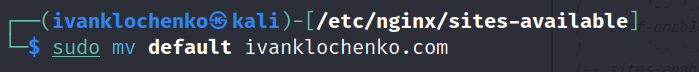 ┌──(ivanklochenko㉿kali)-[/etc/nginx/sites-available]
└─$ sudo mv default ivanklochenko.com